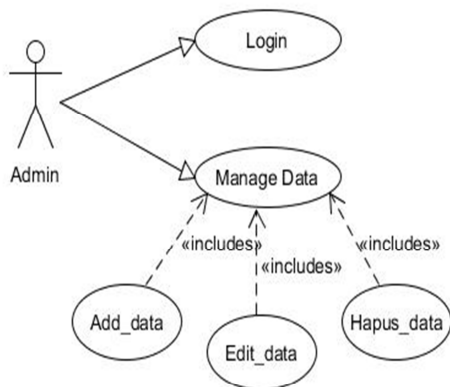 Login
Admin
Manage Data
«includes»
«includes»
«includes»
Add_data
Edit_data
Hapus_data